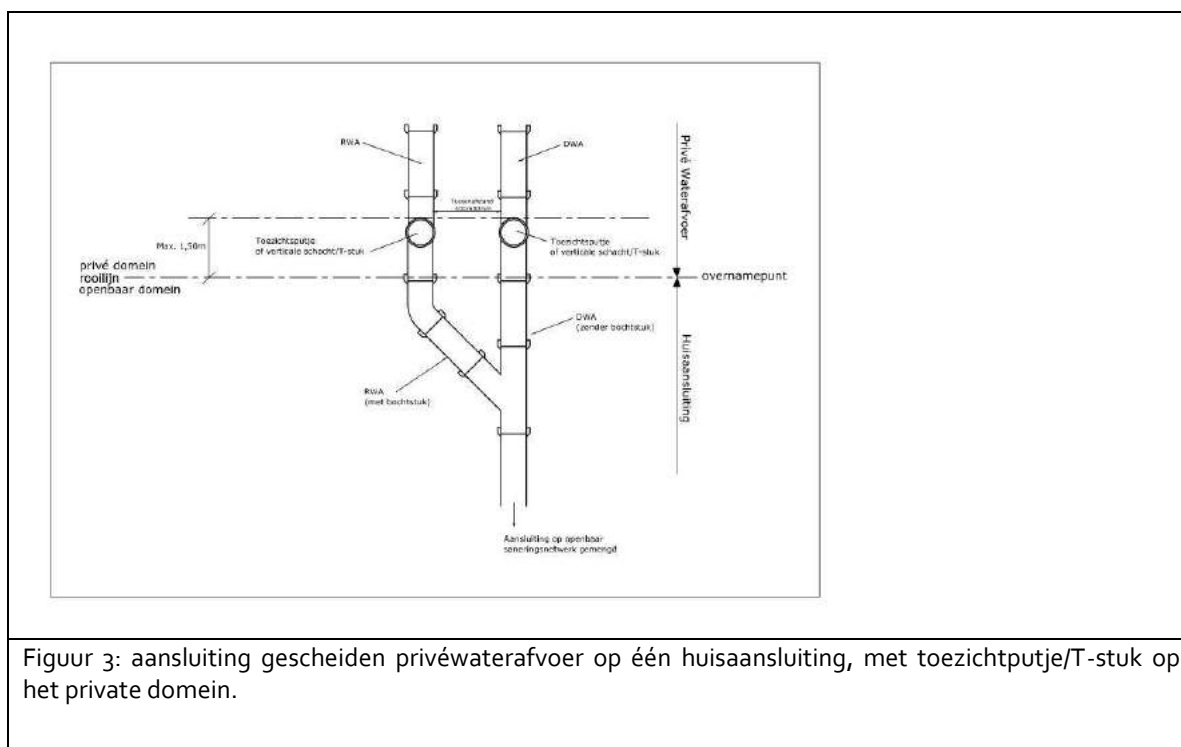 RWA
DWA
Privé Waterafvoer
Tussenafstand
Max. 1,50m
Toezichtsputje
of verticale schacht/T-stuk
Toezichtsputje
of verticale schacht/T-stuk
privé domein
rooilijn
openbaar domein
overnamepunt
DWA
(zonder bochtstuk)
Huisaansluiting
RWA
(met bochtstuk)
Aansluiting op openbaar
saneringsnetwerk gemengd
Figuur 3: aansluiting gescheiden privéwaterafvoer op één huisaansluiting, met toezichtputje/T-stuk op
het private domein.